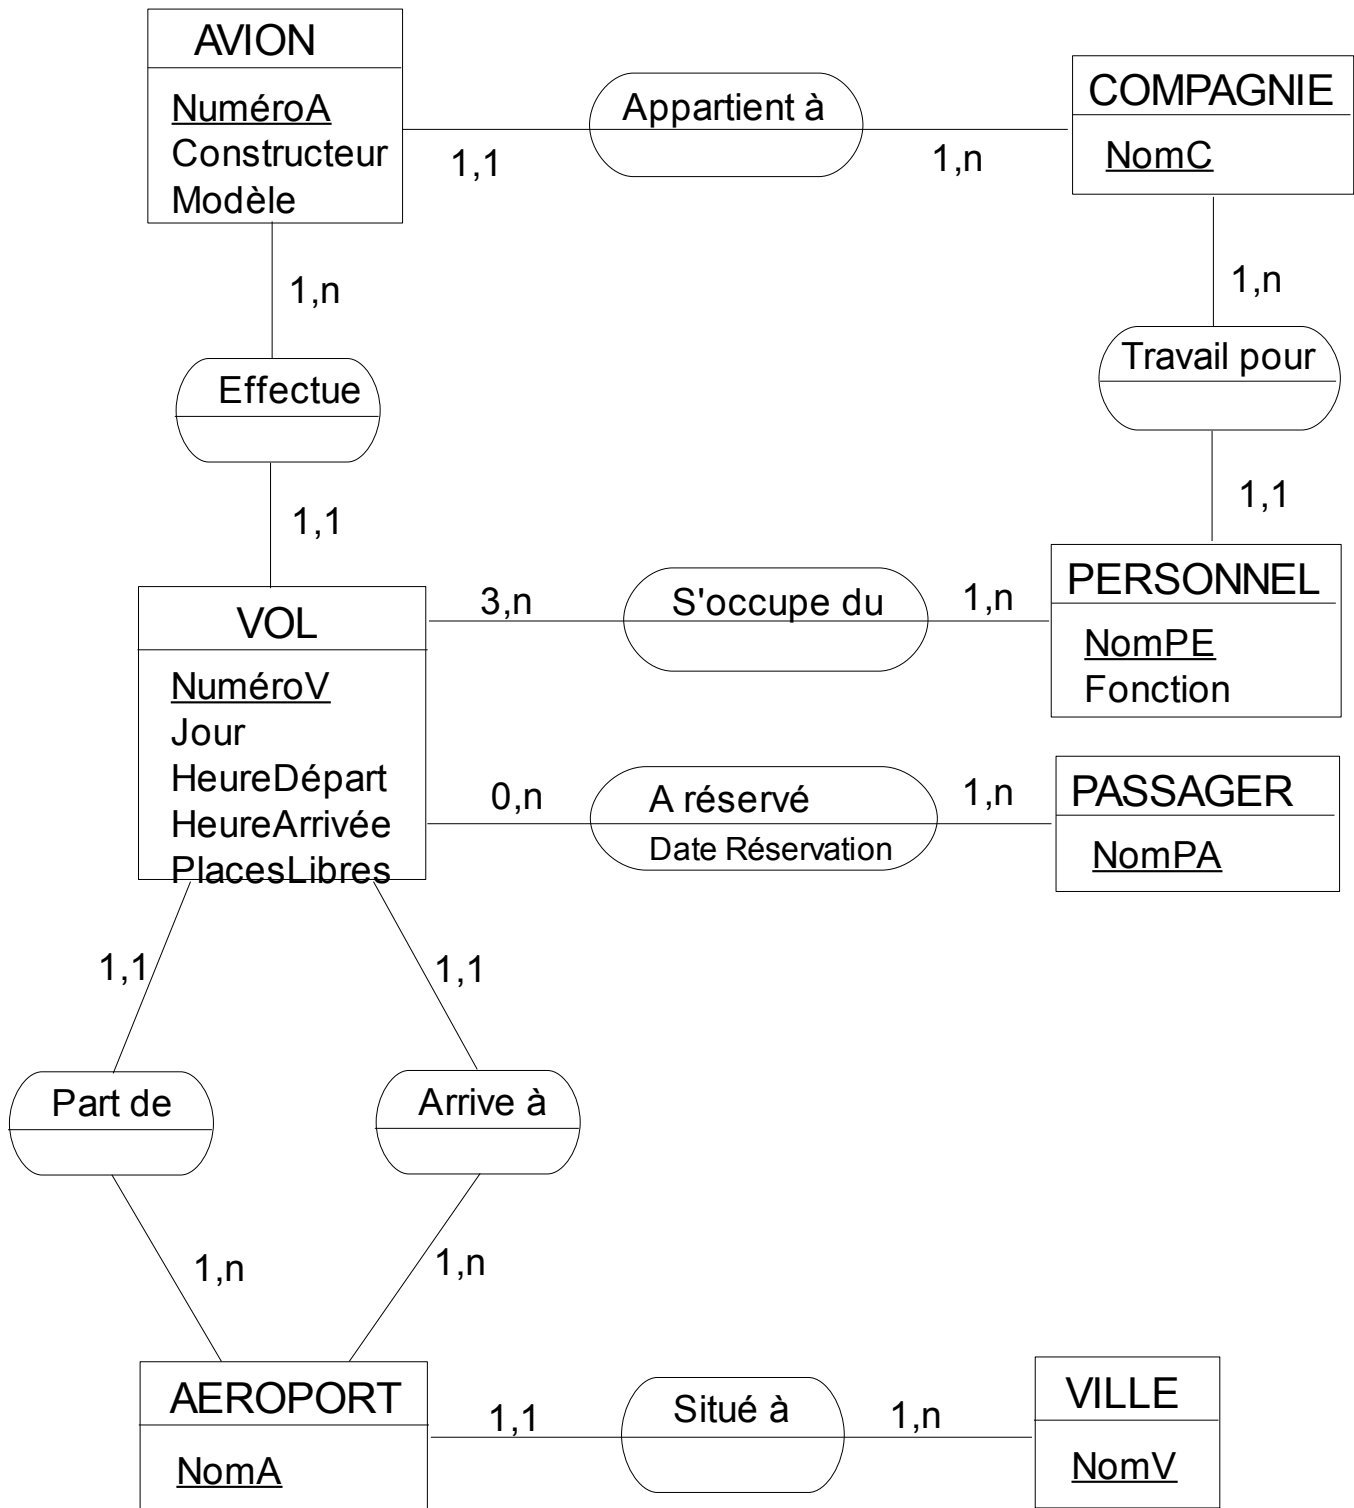 AVION
NuméroA
Constructeur
Modèle
1,1
Appartient à
1,n
COMPAGNIE
NomC
1,n
Effectue
1,1
1,n
Travail pour
1,1
VOL
NuméroV
Jour
HeureDépart
HeureArrivée
PlacesLibres
3,n
S'occupe du
1,n
PERSONNEL
NomPE
Fonction
0,n
A réservé
Date Réservation
1,n
PASSAGER
NomPA
1,1
1,1
Part de
Arrive à
1,n
1,n
AEROPORT
NomA
1,1
Situé à
1,n
VILLE
NomV